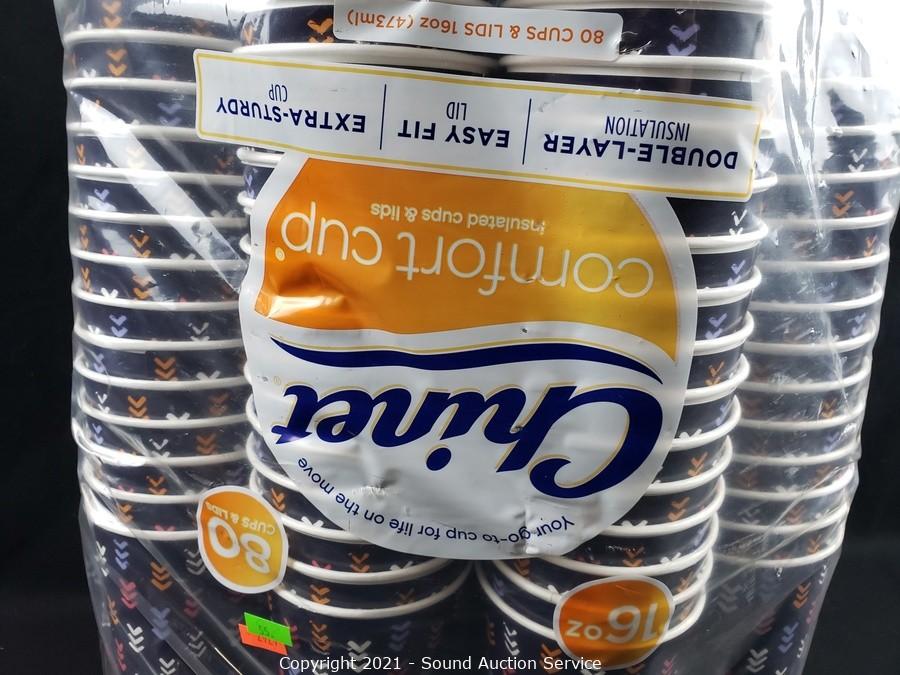 Your go-to cup for life on the move
Chinet®
comfort cup®
insulated cups & lids
DOUBLE-LAYER
INSULATION
EASY FIT
LID
EXTRA-STURDY
CUP
80 CUPS & LIDS 16oz (473ml)
16oz
80
CUPS & LIDS
55.
Copyright 2021 - Sound Auction Service